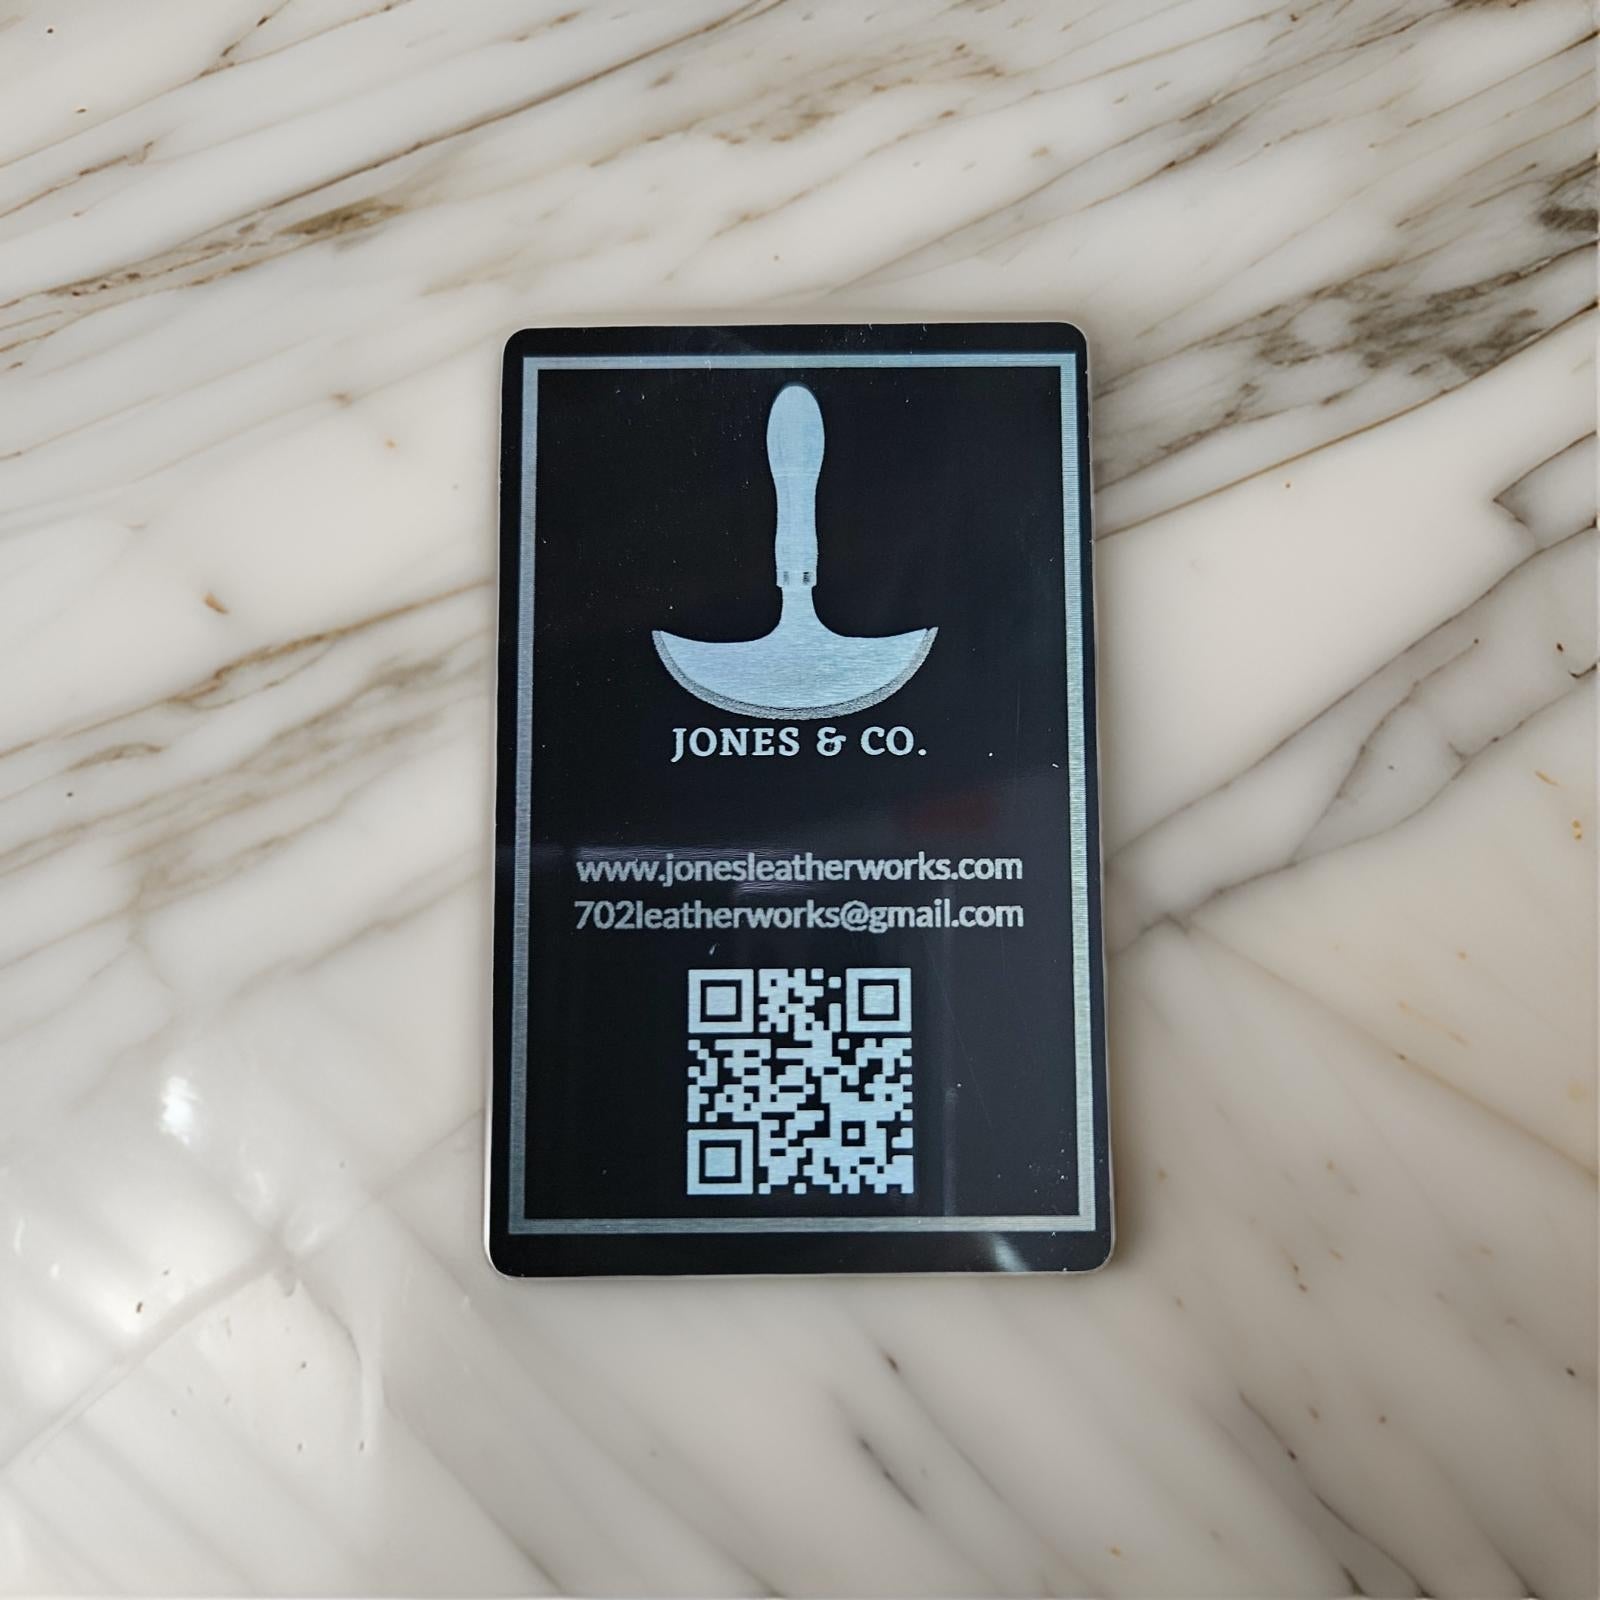 JONES & CO.
www.jonesleatherworks.com
702leatherworks@gmail.com